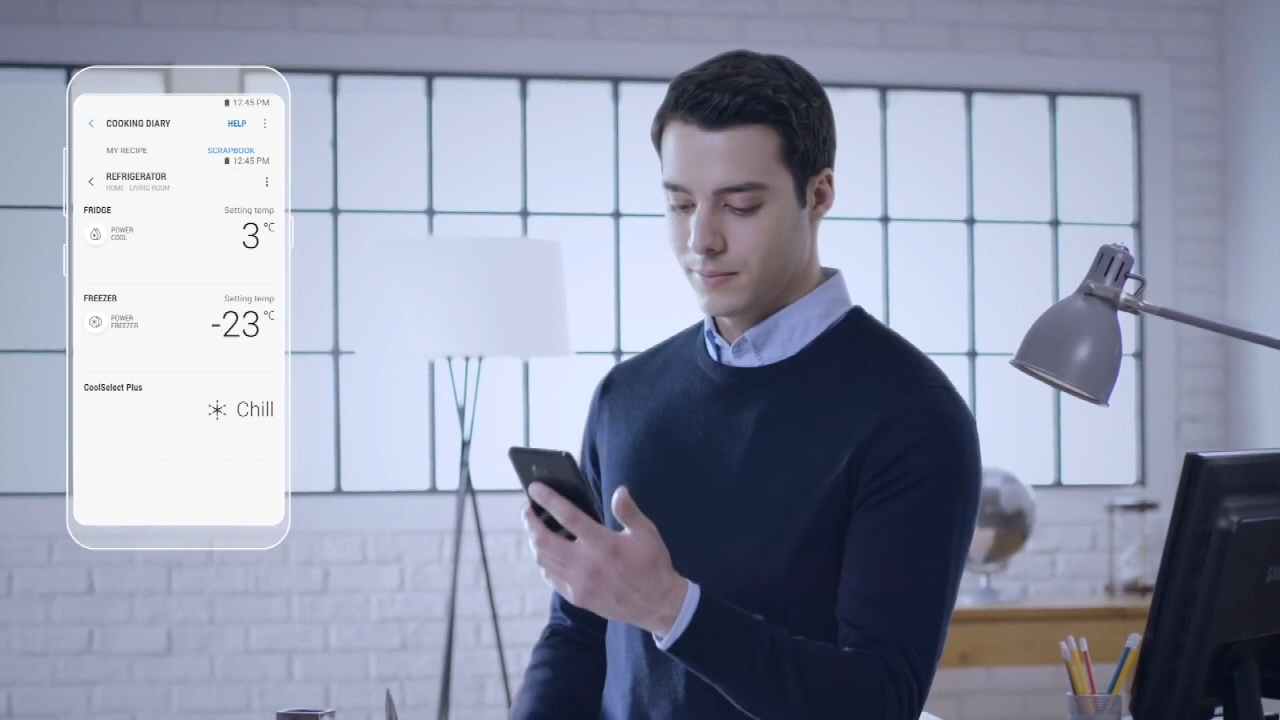 12:45 PM
COOKING DIARY HELP
MY RECIPE SCRAPBOOK
12:45 PM
REFRIGERATOR
HOME · LIVING ROOM
FRIDGE Setting temp
POWER
COOL
3 °C
FREEZER Setting temp
POWER
FREEZER
-23 °C
CoolSelect Plus
Chill